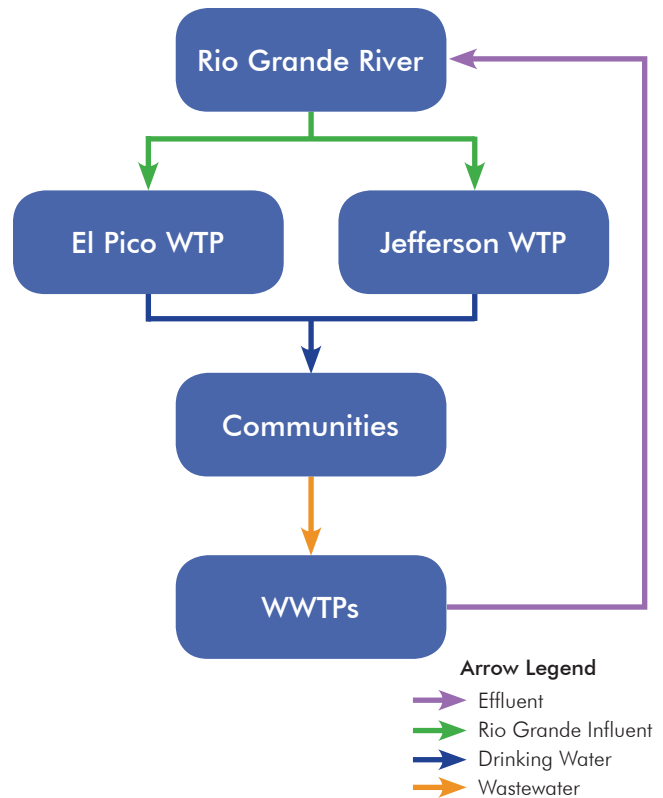 Rio Grande River
El Pico WTP
Jefferson WTP
Communities
WWTPs
Arrow Legend
Effluent
Rio Grande Influent
Drinking Water
Wastewater